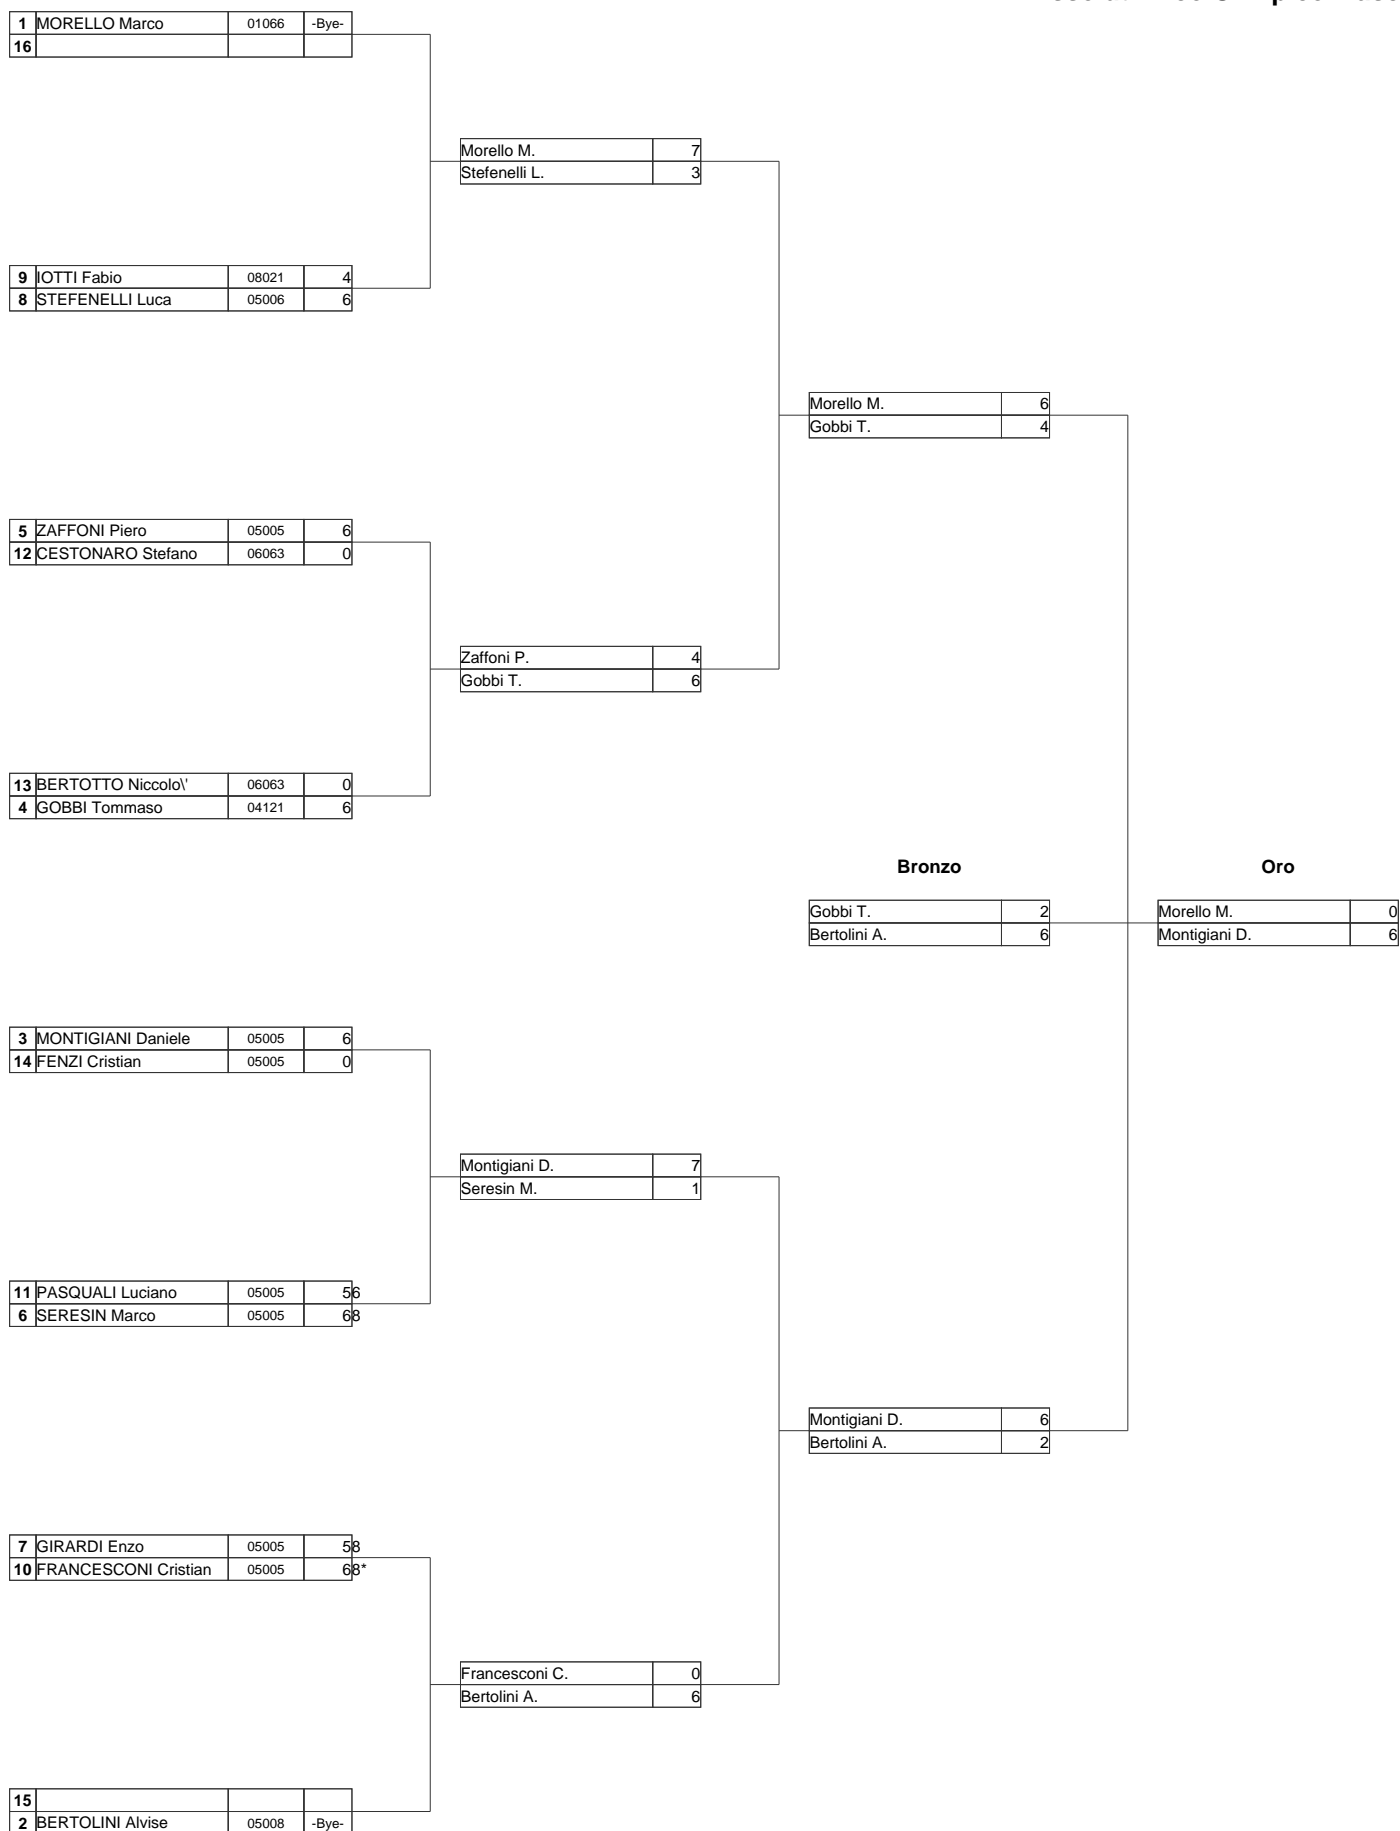 1 MORELLO Marco 01066 -Bye-
16
Morello M. 7
Stefenelli L. 3
9 IOTTI Fabio 08021 4
8 STEFENELLI Luca 05006 6
Morello M. 6
Gobbi T. 4
5 ZAFFONI Piero 05005 6
12 CESTONARO Stefano 06063 0
Zaffoni P. 4
Gobbi T. 6
13 BERTOTTO Niccolo\' 06063 0
4 GOBBI Tommaso 04121 6
Bronzo Oro
Gobbi T. 2 Morello M. 0
Bertolini A. 6 Montigiani D. 6
3 MONTIGIANI Daniele 05005 6
14 FENZI Cristian 05005 0
Montigiani D. 7
Seresin M. 1
11 PASQUALI Luciano 05005 56
6 SERESIN Marco 05005 68
Montigiani D. 6
Bertolini A. 2
7 GIRARDI Enzo 05005 58
10 FRANCESCONI Cristian 05005 68*
Francesconi C. 0
Bertolini A. 6
15
2 BERTOLINI Alvise 05008 -Bye-